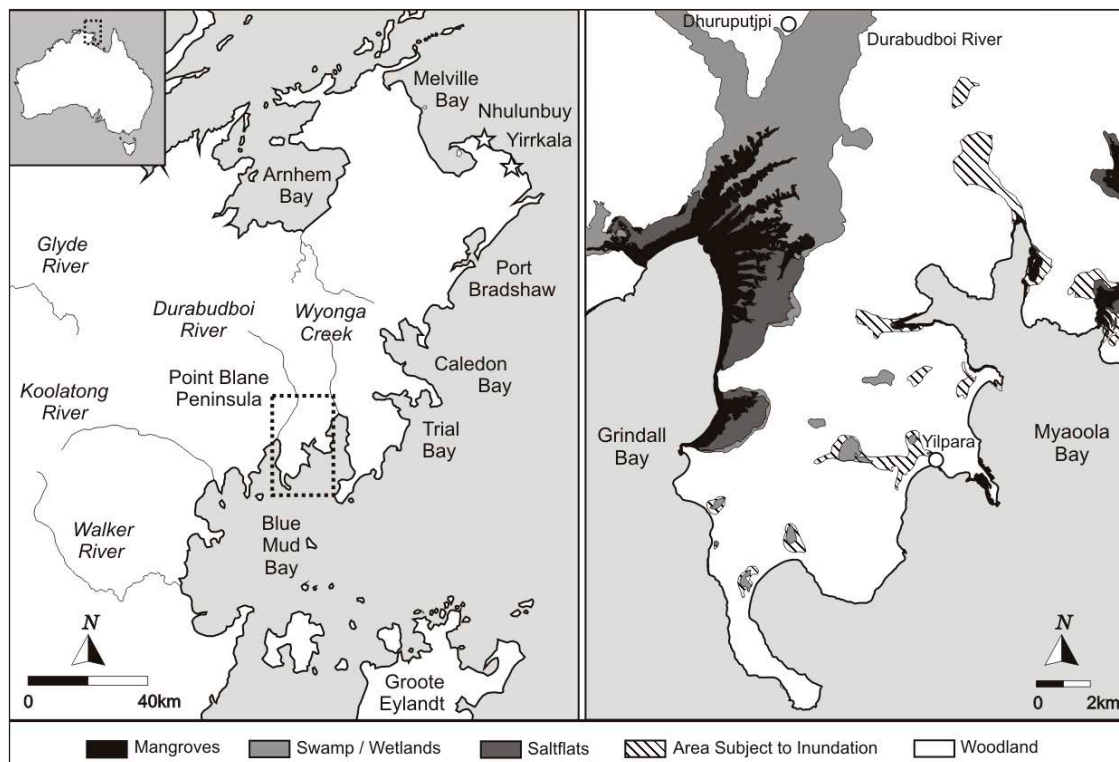 Melville
Bay
Nhulunbuy
Yirrkala
Arnhem
Bay
Glyde
River
Port
Bradshaw
Durabudboi
River
Wyonga
Creek
Point Blane
Peninsula
Caledon
Bay
Koolatong
River
Trial
Bay
Walker
River
Blue
Mud
Bay
Groote
Eylandt
N
0 40km
Dhuruputjpi
Durabudboi River
Grindall
Bay
Yilpara
Myaoola
Bay
N
0 2km
Mangroves
Swamp / Wetlands
Saltflats
Area Subject to Inundation
Woodland